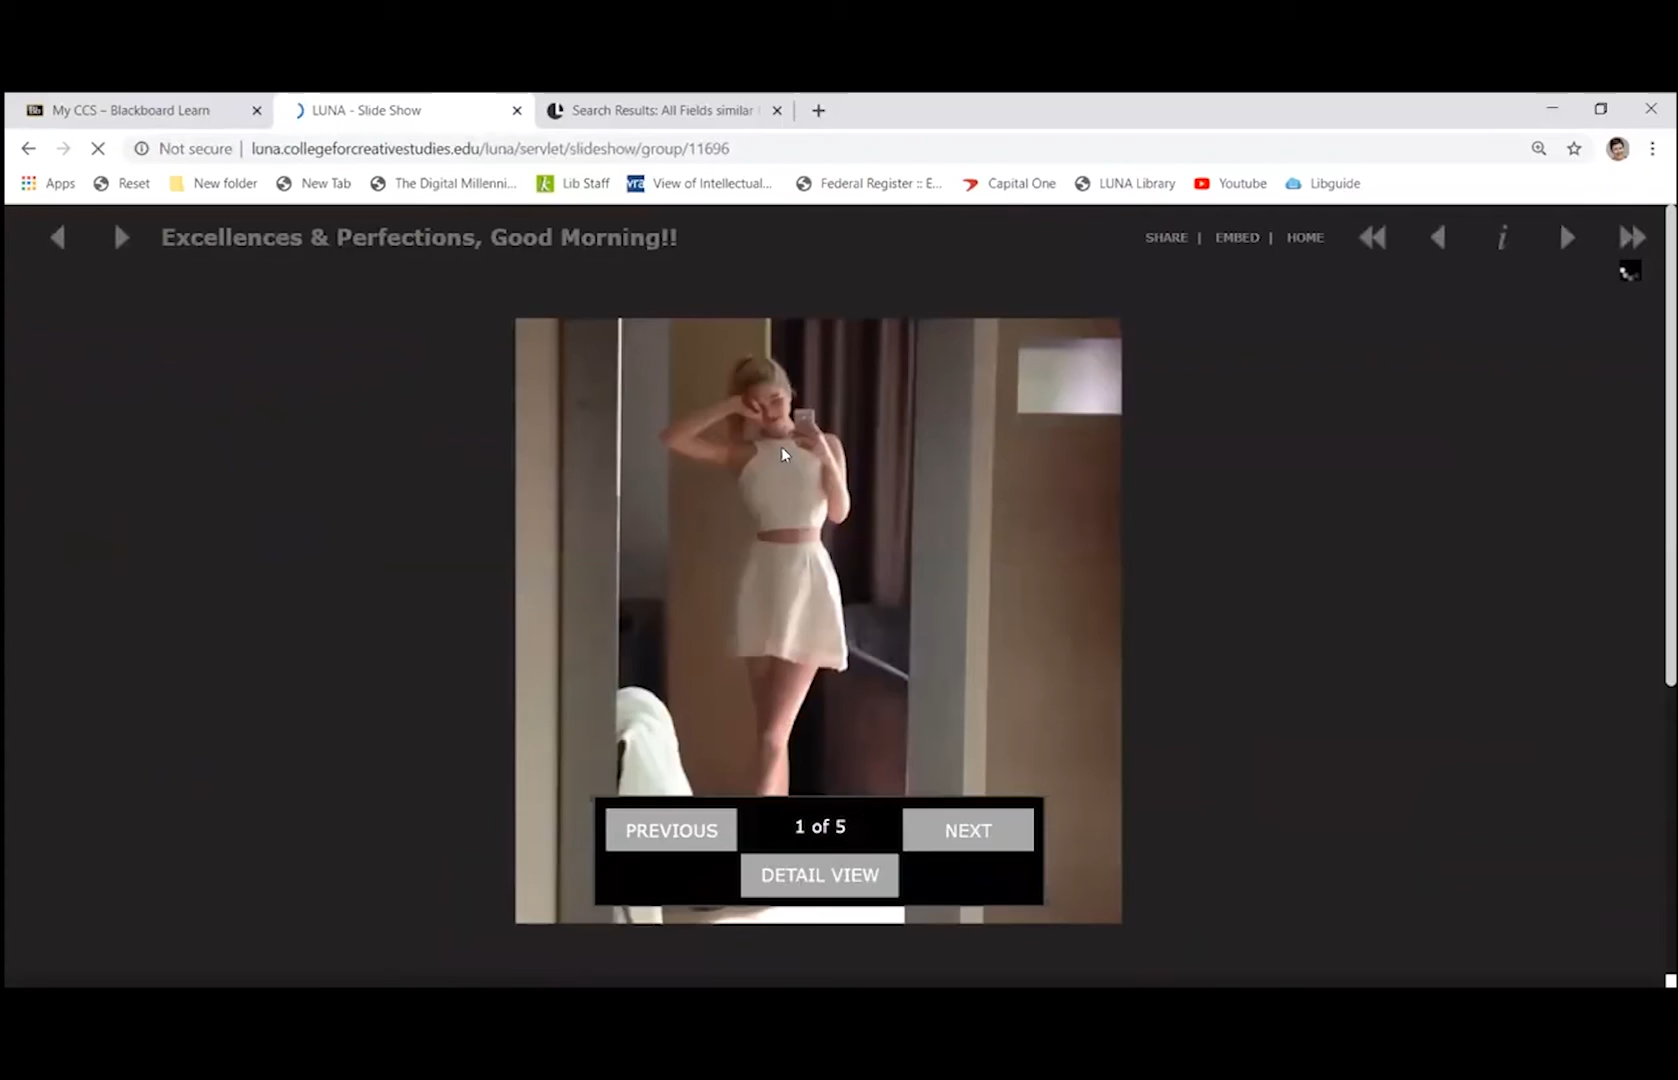 My CCS – Blackboard Learn
LUNA - Slide Show
Search Results: All Fields similar
Not secure | luna.collegeforcreativestudies.edu/luna/servlet/slideshow/group/11696
Apps Reset New folder New Tab The Digital Millenni... Lib Staff View of Intellectual... Federal Register :: E... Capital One LUNA Library Youtube Libguide
Excellences & Perfections, Good Morning!!
SHARE | EMBED | HOME
PREVIOUS 1 of 5 NEXT
DETAIL VIEW